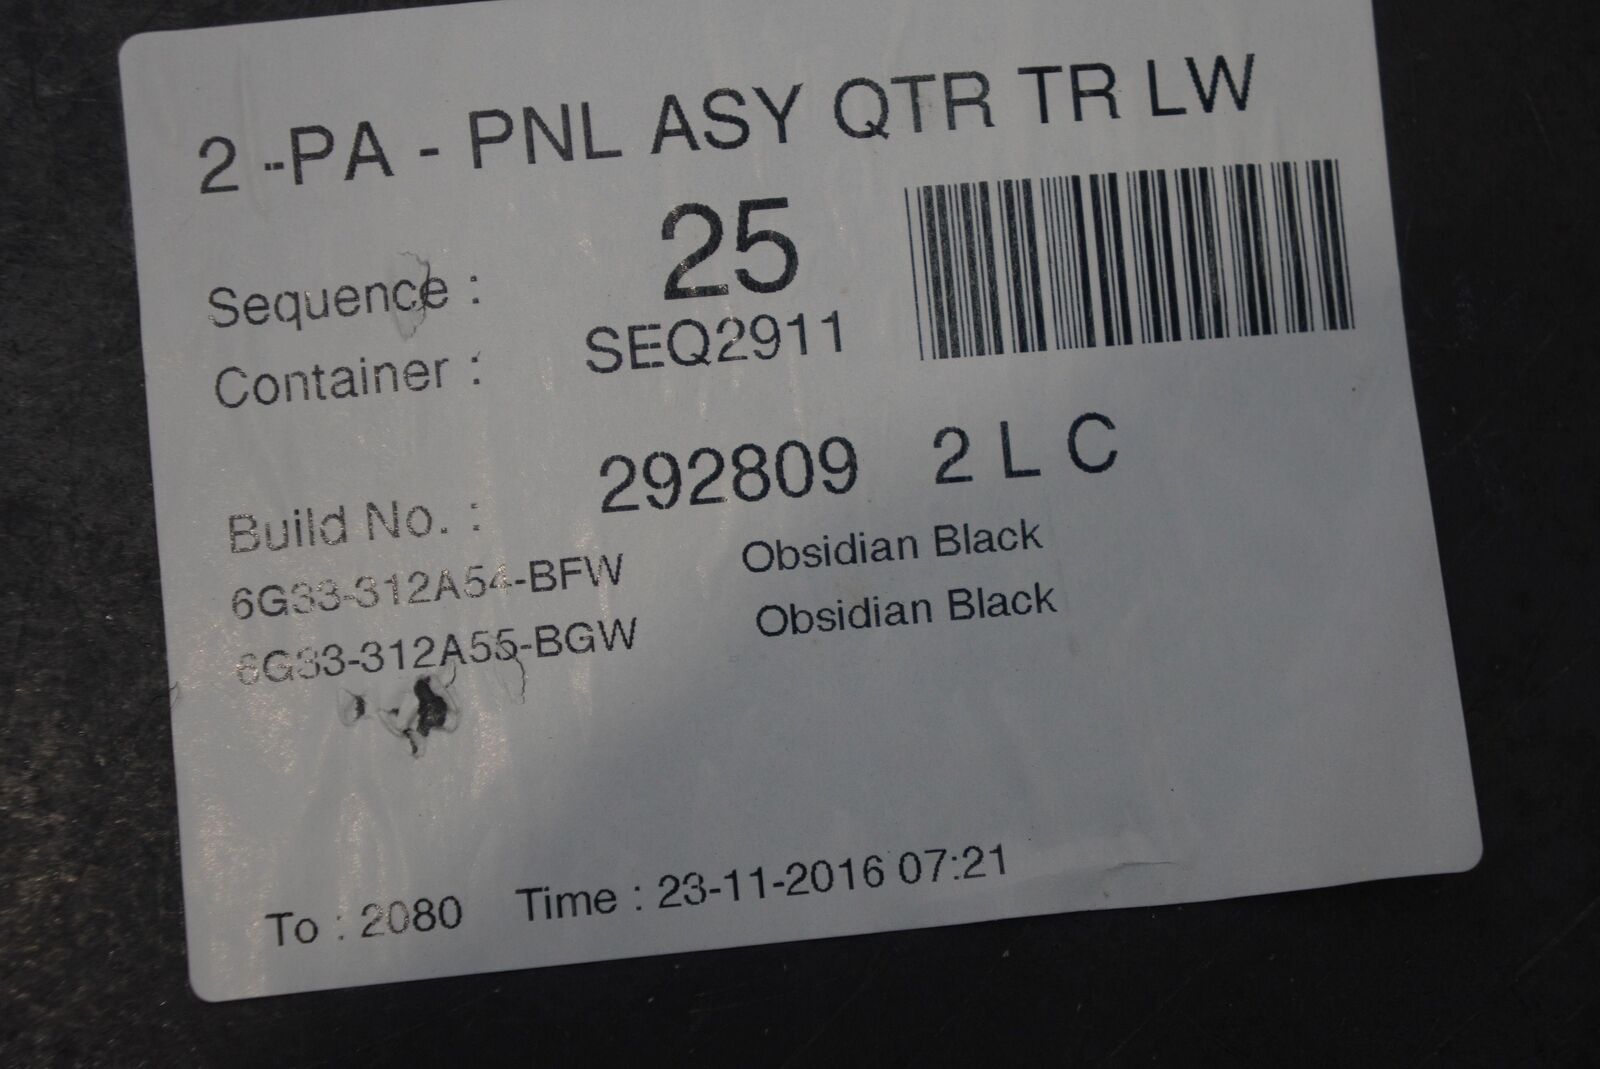 2 -PA - PNL ASY QTR TR LW
Sequence : 25
Container : SEQ2911
Build No. : 292809 2 L C
6G33-312A54-BFW Obsidian Black
6G33-312A55-BGW Obsidian Black
To : 2080 Time : 23-11-2016 07:21